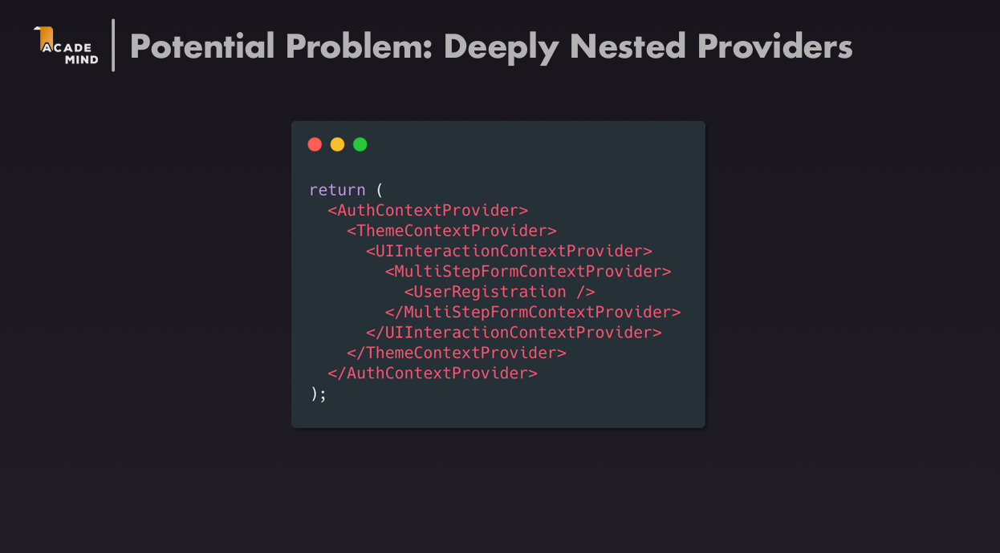 ACADE
MIND
Potential Problem: Deeply Nested Providers
return (
  <AuthContextProvider>
    <ThemeContextProvider>
      <UIInteractionContextProvider>
        <MultiStepFormContextProvider>
          <UserRegistration />
        </MultiStepFormContextProvider>
      </UIInteractionContextProvider>
    </ThemeContextProvider>
  </AuthContextProvider>
);